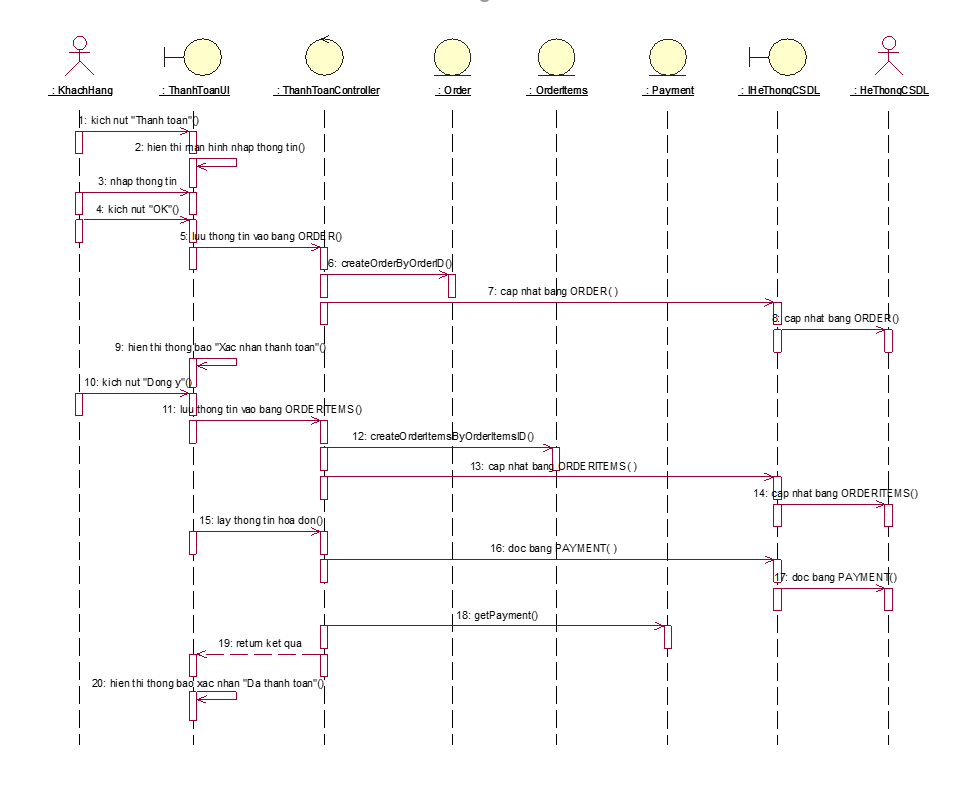 : KhachHang
: ThanhToanUI
: ThanhToanController
: Order
: OrderItems
: Payment
: IHeThongCSDL
: HeThongCSDL
1: kich nut "Thanh toan"()
2: hien thi man hinh nhap thong tin()
3: nhap thong tin
4: kich nut "OK"()
5: luu thong tin vao bang ORDER()
6: createOrderByOrderID()
7: cap nhat bang ORDER( )
8: cap nhat bang ORDER()
9: hien thi thong bao "Xac nhan thanh toan"()
10: kich nut "Dong y"()
11: luu thong tin vao bang ORDERITEMS()
12: createOrderItemsByOrderItemsID()
13: cap nhat bang ORDERITEMS( )
14: cap nhat bang ORDERITEMS()
15: lay thong tin hoa don()
16: doc bang PAYMENT( )
17: doc bang PAYMENT()
18: getPayment()
19: return ket qua
20: hien thi thong bao xac nhan "Da thanh toan"()